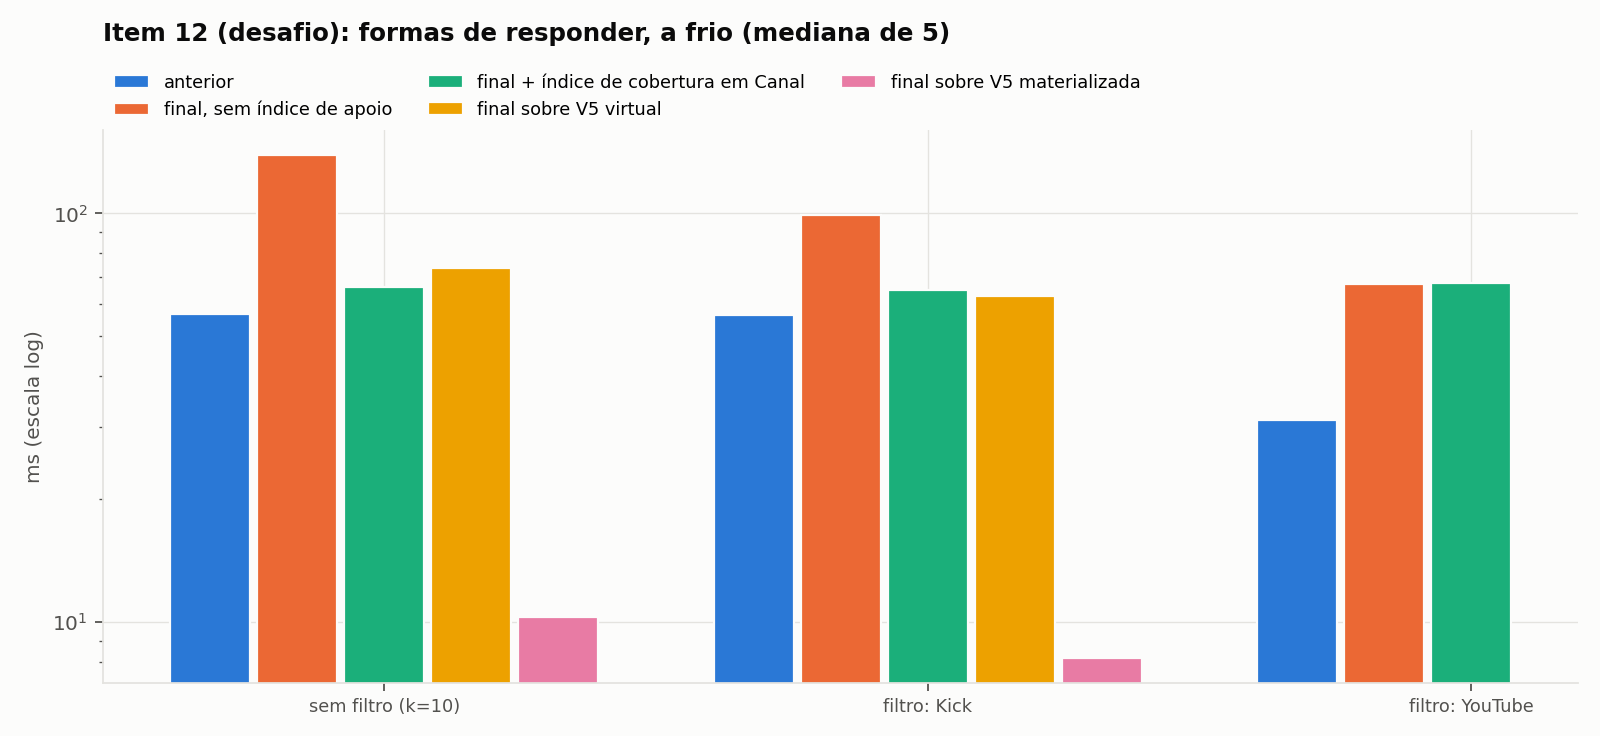 Item 12 (desafio): formas de responder, a frio (mediana de 5)
anterior
final, sem índice de apoio
final + índice de cobertura em Canal
final sobre V5 virtual
final sobre V5 materializada
ms (escala log)
10²
10¹
sem filtro (k=10)
filtro: Kick
filtro: YouTube